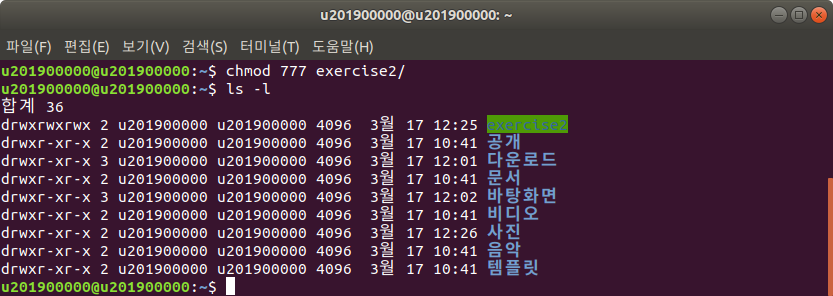 u201900000@u201900000: ~
파일(F) 편집(E) 보기(V) 검색(S) 터미널(T) 도움말(H)
u201900000@u201900000:~$ chmod 777 exercise2/
u201900000@u201900000:~$ ls -l
합계 36
drwxrwxrwx 2 u201900000 u201900000 4096  3월 17 12:25 exercise2
drwxr-xr-x 2 u201900000 u201900000 4096  3월 17 10:41 공개
drwxr-xr-x 3 u201900000 u201900000 4096  3월 17 12:01 다운로드
drwxr-xr-x 2 u201900000 u201900000 4096  3월 17 10:41 문서
drwxr-xr-x 3 u201900000 u201900000 4096  3월 17 12:02 바탕화면
drwxr-xr-x 2 u201900000 u201900000 4096  3월 17 10:41 비디오
drwxr-xr-x 2 u201900000 u201900000 4096  3월 17 12:26 사진
drwxr-xr-x 2 u201900000 u201900000 4096  3월 17 10:41 음악
drwxr-xr-x 2 u201900000 u201900000 4096  3월 17 10:41 템플릿
u201900000@u201900000:~$